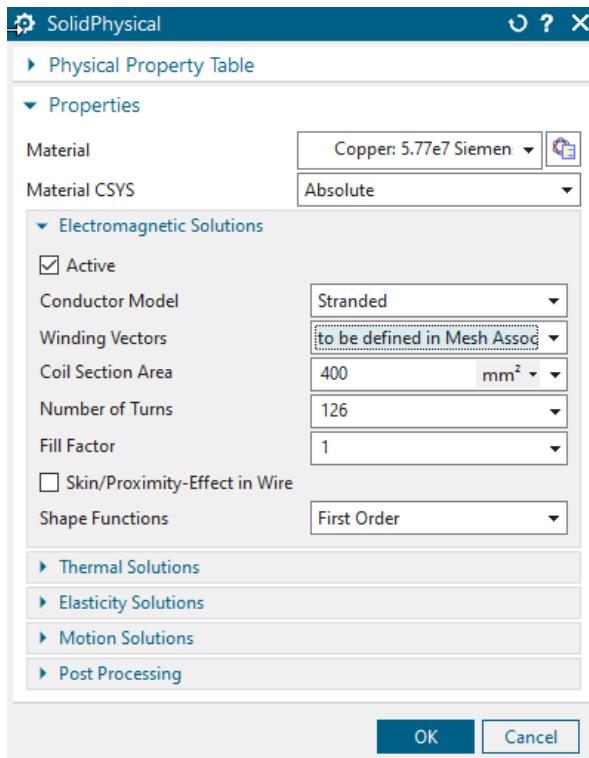 SolidPhysical
?
Physical Property Table
Properties
Material Copper: 5.77e7 Siemen:
Material CSYS Absolute
Electromagnetic Solutions
Active
Conductor Model Stranded
Winding Vectors to be defined in Mesh Assoc
Coil Section Area 400 mm²
Number of Turns 126
Fill Factor 1
Skin/Proximity-Effect in Wire
Shape Functions First Order
Thermal Solutions
Elasticity Solutions
Motion Solutions
Post Processing
OK Cancel